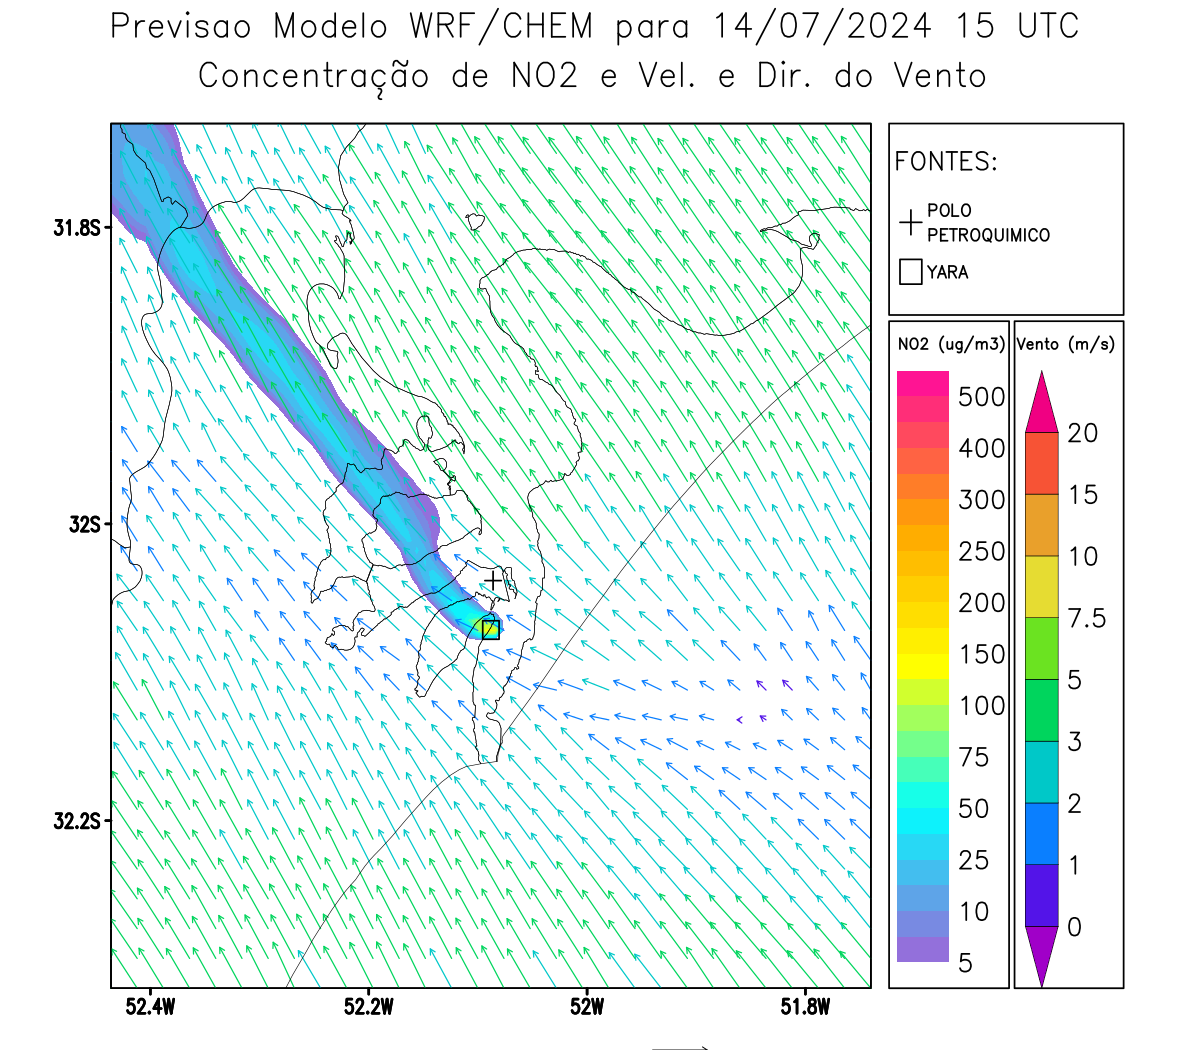 Previsao Modelo WRF/CHEM para 14/07/2024 15 UTC
Concentração de NO2 e Vel. e Dir. do Vento
FONTES:
POLO
PETROQUIMICO
YARA
NO2 (ug/m3)
500
400
300
250
200
150
100
75
50
25
10
5
Vento (m/s)
20
15
10
7.5
5
3
2
1
0
31.8S
32S
32.2S
52.4W 52.2W 52W 51.8W